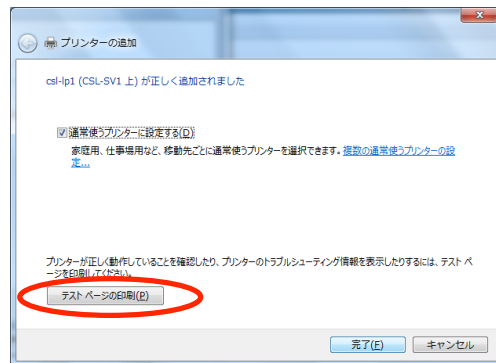 プリンターの追加
csl-lp1 (CSL-SV1 上) が正しく追加されました
通常使うプリンターに設定する(D)
家庭用、仕事場用など、移動先ごとに通常使うプリンターを選択できます。複数の通常使うプリンターの設
定...
プリンターが正しく動作していることを確認したり、プリンターのトラブルシューティング情報を表示したりするには、テスト ペ
ージを印刷してください。
テスト ページの印刷(P)
完了(F)
キャンセル